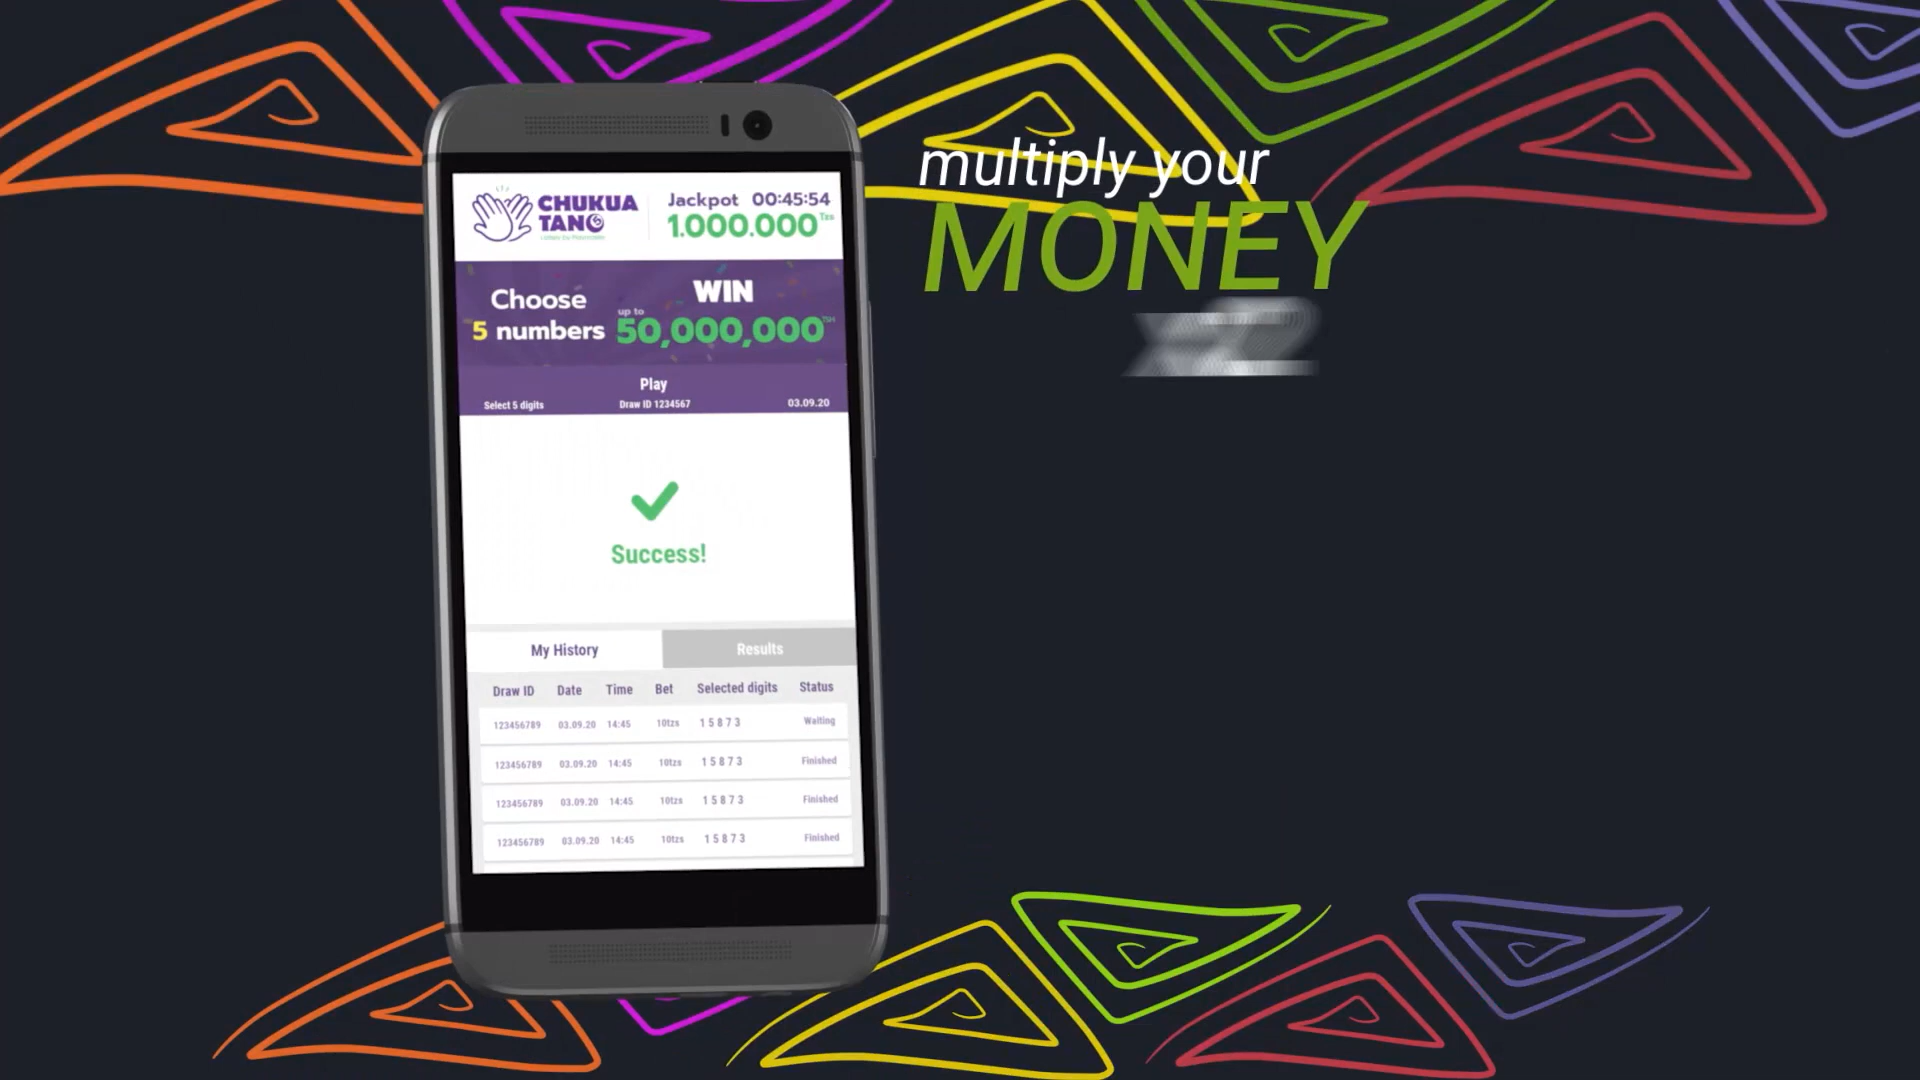 multiply your
MONEY
CHUKUA
TANO
Jackpot 00:45:54
1.000.000 Tzs
Choose
5 numbers
WIN
up to
50,000,000 TSH
Play
Select 5 digits Draw ID 1234567 03.09.20
Success!
My History Results
Draw ID Date Time Bet Selected digits Status
123456789 03.09.20 14:45 10tzs 1 5 8 7 3 Waiting
123456789 03.09.20 14:45 10tzs 1 5 8 7 3 Finished
123456789 03.09.20 14:45 10tzs 1 5 8 7 3 Finished
123456789 03.09.20 14:45 10tzs 1 5 8 7 3 Finished